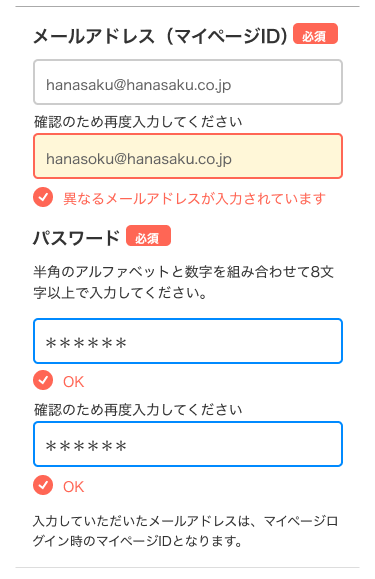 メールアドレス（マイページID）必須
hanasaku@hanasaku.co.jp
確認のため再度入力してください
hanasoku@hanasaku.co.jp
異なるメールアドレスが入力されています
パスワード 必須
半角のアルファベットと数字を組み合わせて8文
字以上で入力してください。
＊＊＊＊＊＊
OK
確認のため再度入力してください
＊＊＊＊＊＊
OK
入力していただいたメールアドレスは、マイページロ
グイン時のマイページIDとなります。